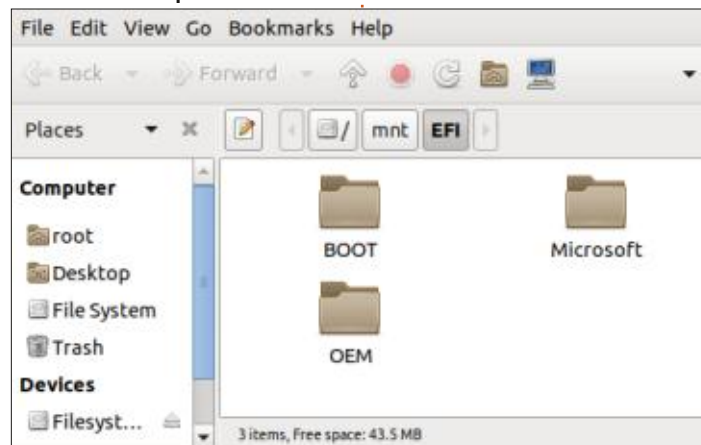 File Edit View Go Bookmarks Help
Back Forward
Places / mnt EFI
Computer
root
Desktop
File System
Trash
Devices
Filesyst...
BOOT Microsoft
OEM
3 items, Free space: 43.5 MB